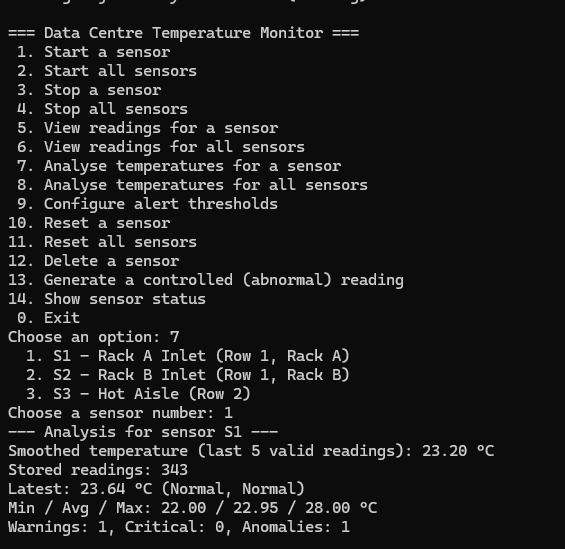 === Data Centre Temperature Monitor ===
 1. Start a sensor
 2. Start all sensors
 3. Stop a sensor
 4. Stop all sensors
 5. View readings for a sensor
 6. View readings for all sensors
 7. Analyse temperatures for a sensor
 8. Analyse temperatures for all sensors
 9. Configure alert thresholds
10. Reset a sensor
11. Reset all sensors
12. Delete a sensor
13. Generate a controlled (abnormal) reading
14. Show sensor status
 0. Exit
Choose an option: 7
  1. S1 - Rack A Inlet (Row 1, Rack A)
  2. S2 - Rack B Inlet (Row 1, Rack B)
  3. S3 - Hot Aisle (Row 2)
Choose a sensor number: 1
--- Analysis for sensor S1 ---
Smoothed temperature (last 5 valid readings): 23.20 °C
Stored readings: 343
Latest: 23.64 °C (Normal, Normal)
Min / Avg / Max: 22.00 / 22.95 / 28.00 °C
Warnings: 1, Critical: 0, Anomalies: 1